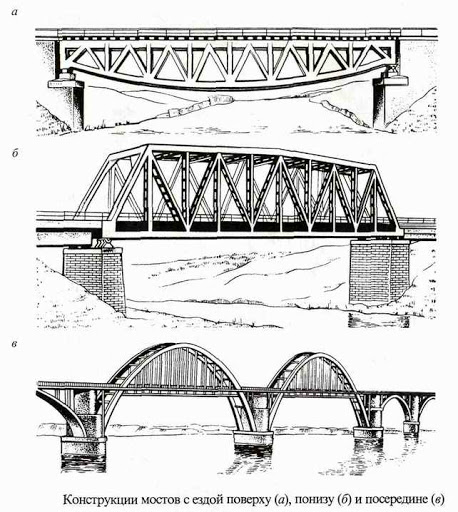 а
б
в
Конструкции мостов с ездой поверху (а), понизу (б) и посередине (в)